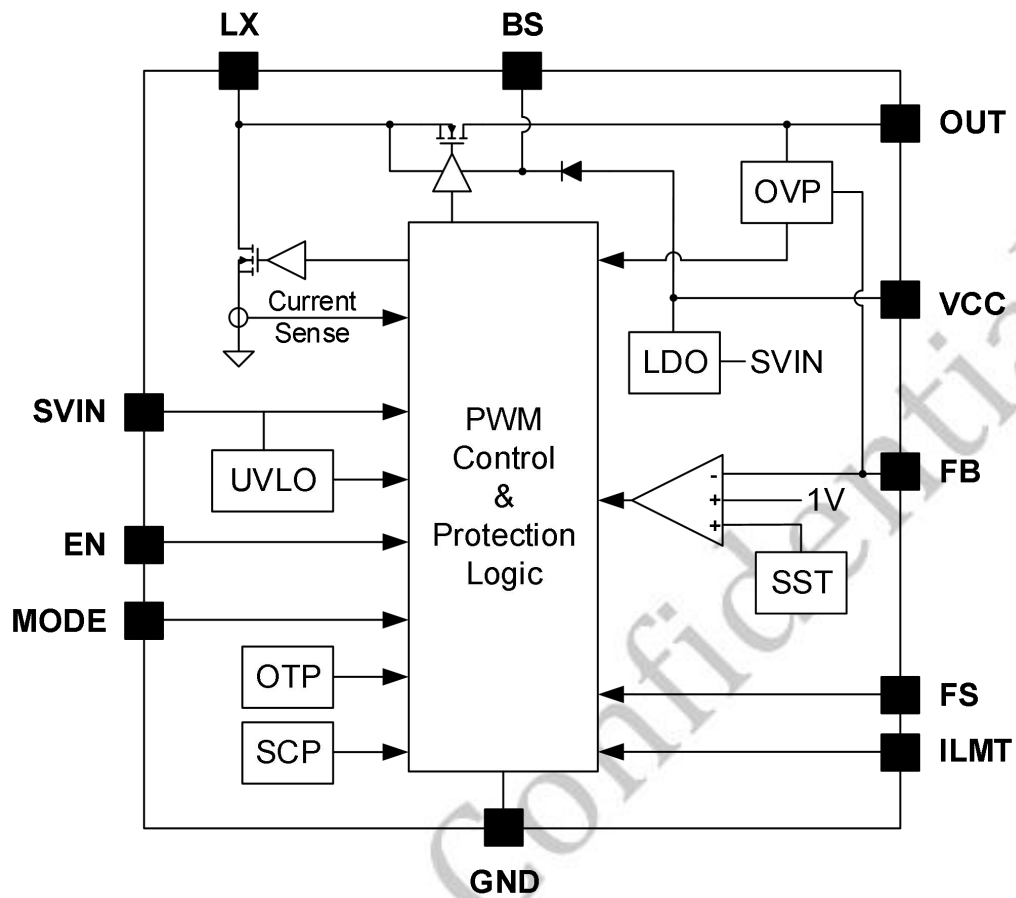 LX
BS
OUT
OVP
Current
Sense
VCC
LDO
SVIN
SVIN
PWM
Control
&
Protection
Logic
UVLO
-
+
+
1V
FB
EN
SST
MODE
OTP
FS
SCP
ILMT
GND
Confidential